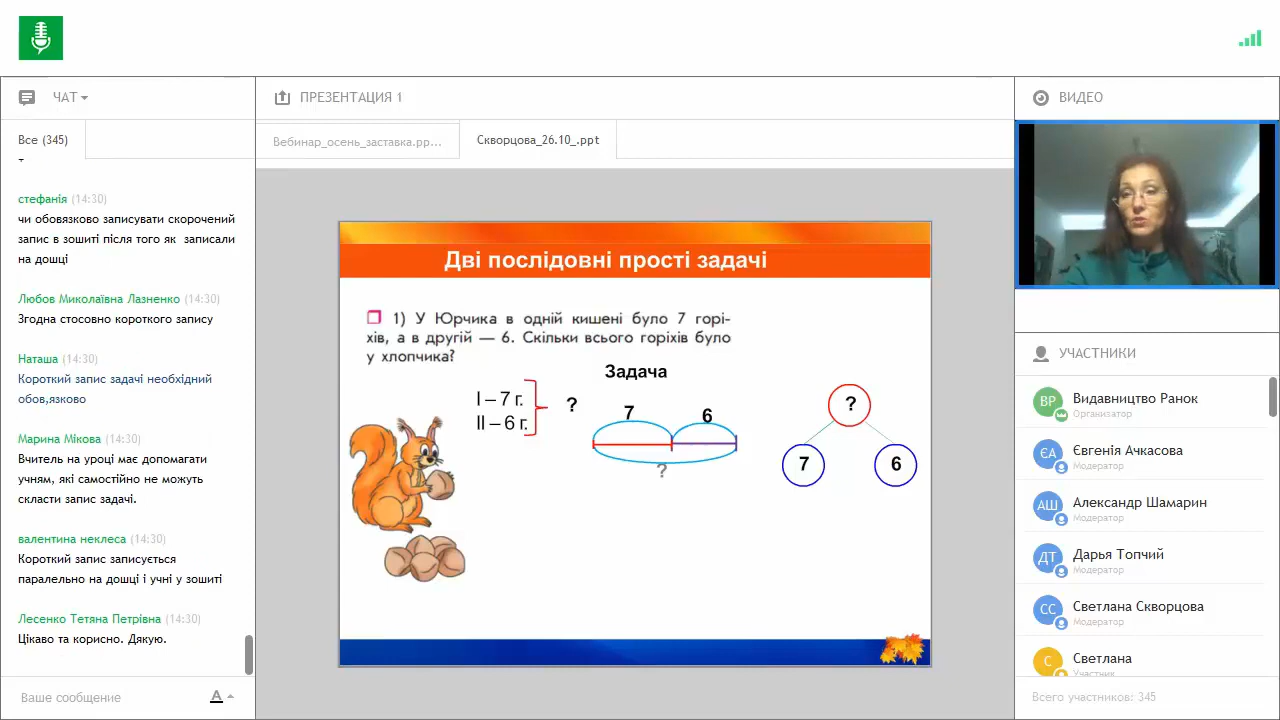 ЧАТ
Все (345)
стефанія (14:30)
чи обовязково записувати скорочений
запис в зошиті після того як записали
на дошці
Любов Миколаївна Лазненко (14:30)
Згодна стосовно короткого запису
Наташа (14:30)
Короткий запис задачі необхідний
обов,язково
Марина Мікова (14:30)
Вчитель на уроці має допомагати
учням, які самостійно не можуть
скласти запис задачі.
валентина неклеса (14:30)
Короткий запис записується
паралельно на дошці і учні у зошиті
Лесенко Тетяна Петрівна (14:30)
Цікаво та корисно. Дякую.
Ваше сообщение
А
ПРЕЗЕНТАЦИЯ 1
Вебинар_осень_заставка.pp...
Скворцова_26.10_.ppt
Дві послідовні прості задачі
1) У Юрчика в одній кишені було 7 горі-
хів, а в другій — 6. Скільки всього горіхів було
у хлопчика?
Задача
I – 7 г.
II – 6 г.
?
7
6
?
?
7
6
ВИДЕО
УЧАСТНИКИ
ВР
Видавництво Ранок
Организатор
ЄА
Євгенія Ачкасова
Модератор
АШ
Александр Шамарин
Модератор
ДТ
Дарья Топчий
Модератор
СС
Светлана Скворцова
Модератор
С
Светлана
Участник
Всего участников: 345